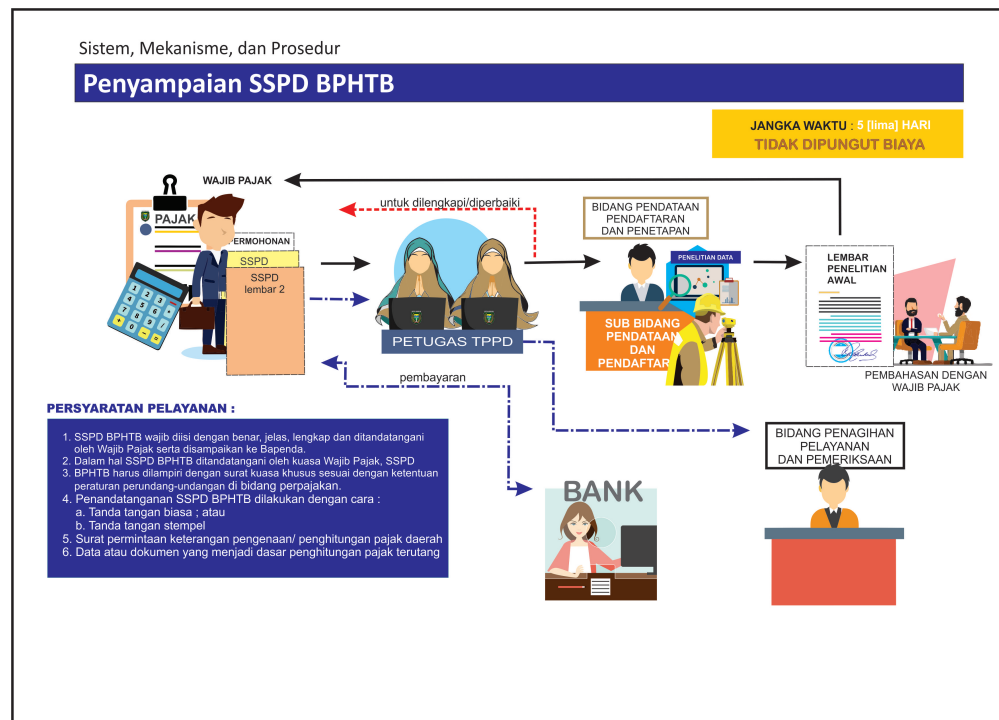 Sistem, Mekanisme, dan Prosedur
Penyampaian SSPD BPHTB
JANGKA WAKTU : 5 [lima] HARI
TIDAK DIPUNGUT BIAYA
WAJIB PAJAK
PAJAK
PERMOHONAN
SSPD
SSPD
lembar 2
untuk dilengkapi/diperbaiki
PETUGAS TPPD
BIDANG PENDATAAN
PENDAFTARAN
DAN PENETAPAN
PENELITIAN DATA
SUB BIDANG
PENDATAAN
DAN
PENDAFTAR
LEMBAR
PENELITIAN
AWAL
PEMBAHASAN DENGAN
WAJIB PAJAK
pembayaran
BANK
BIDANG PENAGIHAN
PELAYANAN
DAN PEMERIKSAAN
PERSYARATAN PELAYANAN :
1. SSPD BPHTB wajib diisi dengan benar, jelas, lengkap dan ditandatangani
oleh Wajib Pajak serta disampaikan ke Bapenda.
2. Dalam hal SSPD BPHTB ditandatangani oleh kuasa Wajib Pajak, SSPD
3. BPHTB harus dilampiri dengan surat kuasa khusus sesuai dengan ketentuan
peraturan perundang-undangan di bidang perpajakan.
4. Penandatanganan SSPD BPHTB dilakukan dengan cara :
a. Tanda tangan biasa ; atau
b. Tanda tangan stempel
5. Surat permintaan keterangan pengenaan/ penghitungan pajak daerah
6. Data atau dokumen yang menjadi dasar penghitungan pajak terutang